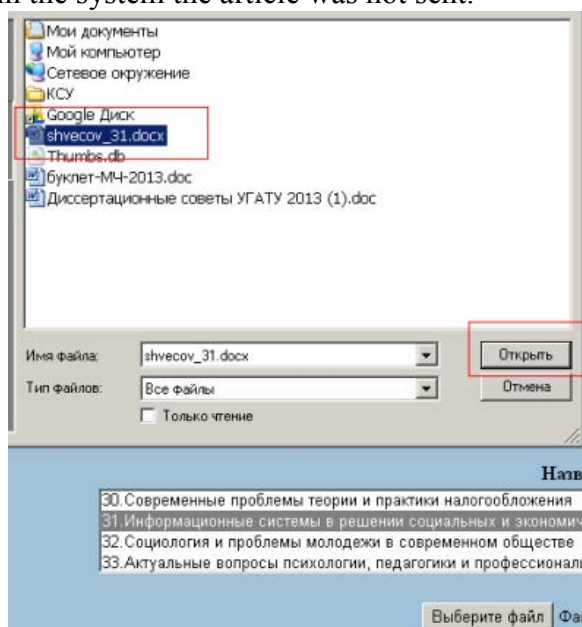 in the system the article was not sent.
Мои документы
Мой компьютер
Сетевое окружение
КСУ
Google Диск
shvecov_31.docx
Thumbs.db
буклет-МЧ-2013.doc
Диссертационные советы УГАТУ 2013 (1).doc
Имя файла: shvecov_31.docx Открыть
Тип файлов: Все файлы Отмена
Только чтение
Назв
30.Современные проблемы теории и практики налогообложения
31.Информационные системы в решении социальных и экономич
32.Социология и проблемы молодежи в современном обществе
33.Актуальные вопросы психологии, педагогики и профессионал
Выберите файл Фа